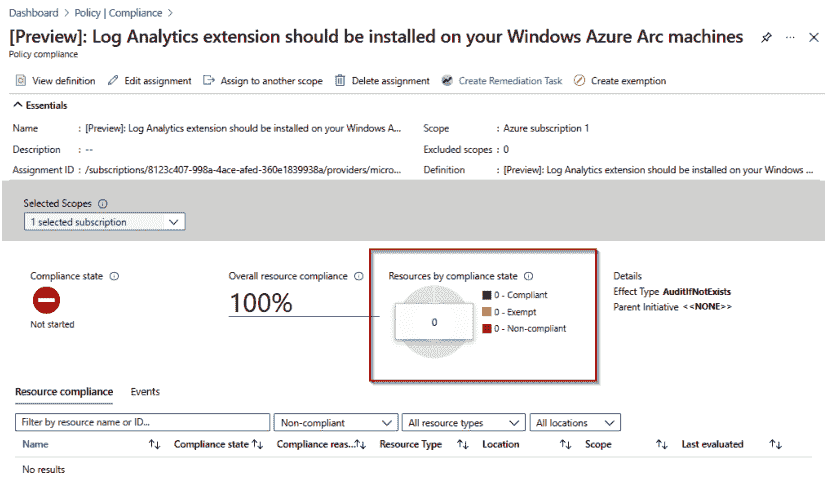 Dashboard > Policy | Compliance >
[Preview]: Log Analytics extension should be installed on your Windows Azure Arc machines
Policy compliance
View definition Edit assignment Assign to another scope Delete assignment Create Remediation Task Create exemption
Essentials
Name : [Preview]: Log Analytics extension should be installed on your Windows A... Scope : Azure subscription 1
Description : -- Excluded scopes : 0
Assignment ID : /subscriptions/8123c407-998a-4ace-afed-360e1839938a/providers/micro... Definition : [Preview]: Log Analytics extension should be installed on your Windows ...
Selected Scopes
1 selected subscription
Compliance state Overall resource compliance Resources by compliance state Details
Not started
100%
0
0 - Compliant
0 - Exempt
0 - Non-compliant
Effect Type AuditIfNotExists
Parent Initiative <<NONE>>
Resource compliance Events
Filter by resource name or ID... Non-compliant All resource types All locations
Name Compliance state Compliance reas... Resource Type Location Scope Last evaluated
No results